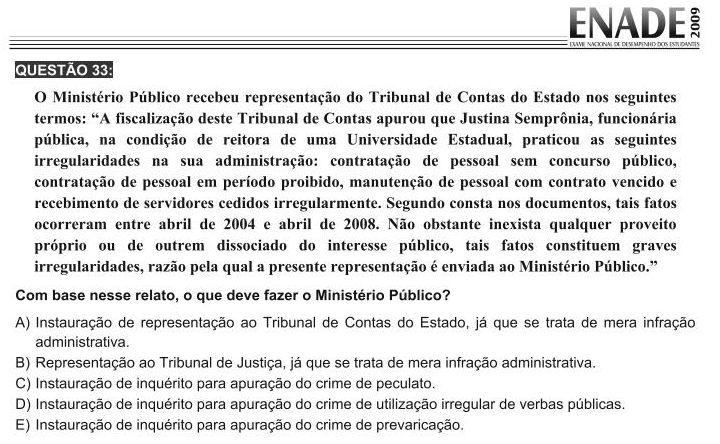 ENADE 2009
EXAME NACIONAL DE DESEMPENHO DOS ESTUDANTES
QUESTÃO 33:
O Ministério Público recebeu representação do Tribunal de Contas do Estado nos seguintes
termos: “A fiscalização deste Tribunal de Contas apurou que Justina Semprônia, funcionária
pública, na condição de reitora de uma Universidade Estadual, praticou as seguintes
irregularidades na sua administração: contratação de pessoal sem concurso público,
contratação de pessoal em período proibido, manutenção de pessoal com contrato vencido e
recebimento de servidores cedidos irregularmente. Segundo consta nos documentos, tais fatos
ocorreram entre abril de 2004 e abril de 2008. Não obstante inexista qualquer proveito
próprio ou de outrem dissociado do interesse público, tais fatos constituem graves
irregularidades, razão pela qual a presente representação é enviada ao Ministério Público.”
Com base nesse relato, o que deve fazer o Ministério Público?
A) Instauração de representação ao Tribunal de Contas do Estado, já que se trata de mera infração
administrativa.
B) Representação ao Tribunal de Justiça, já que se trata de mera infração administrativa.
C) Instauração de inquérito para apuração do crime de peculato.
D) Instauração de inquérito para apuração do crime de utilização irregular de verbas públicas.
E) Instauração de inquérito para apuração do crime de prevaricação.